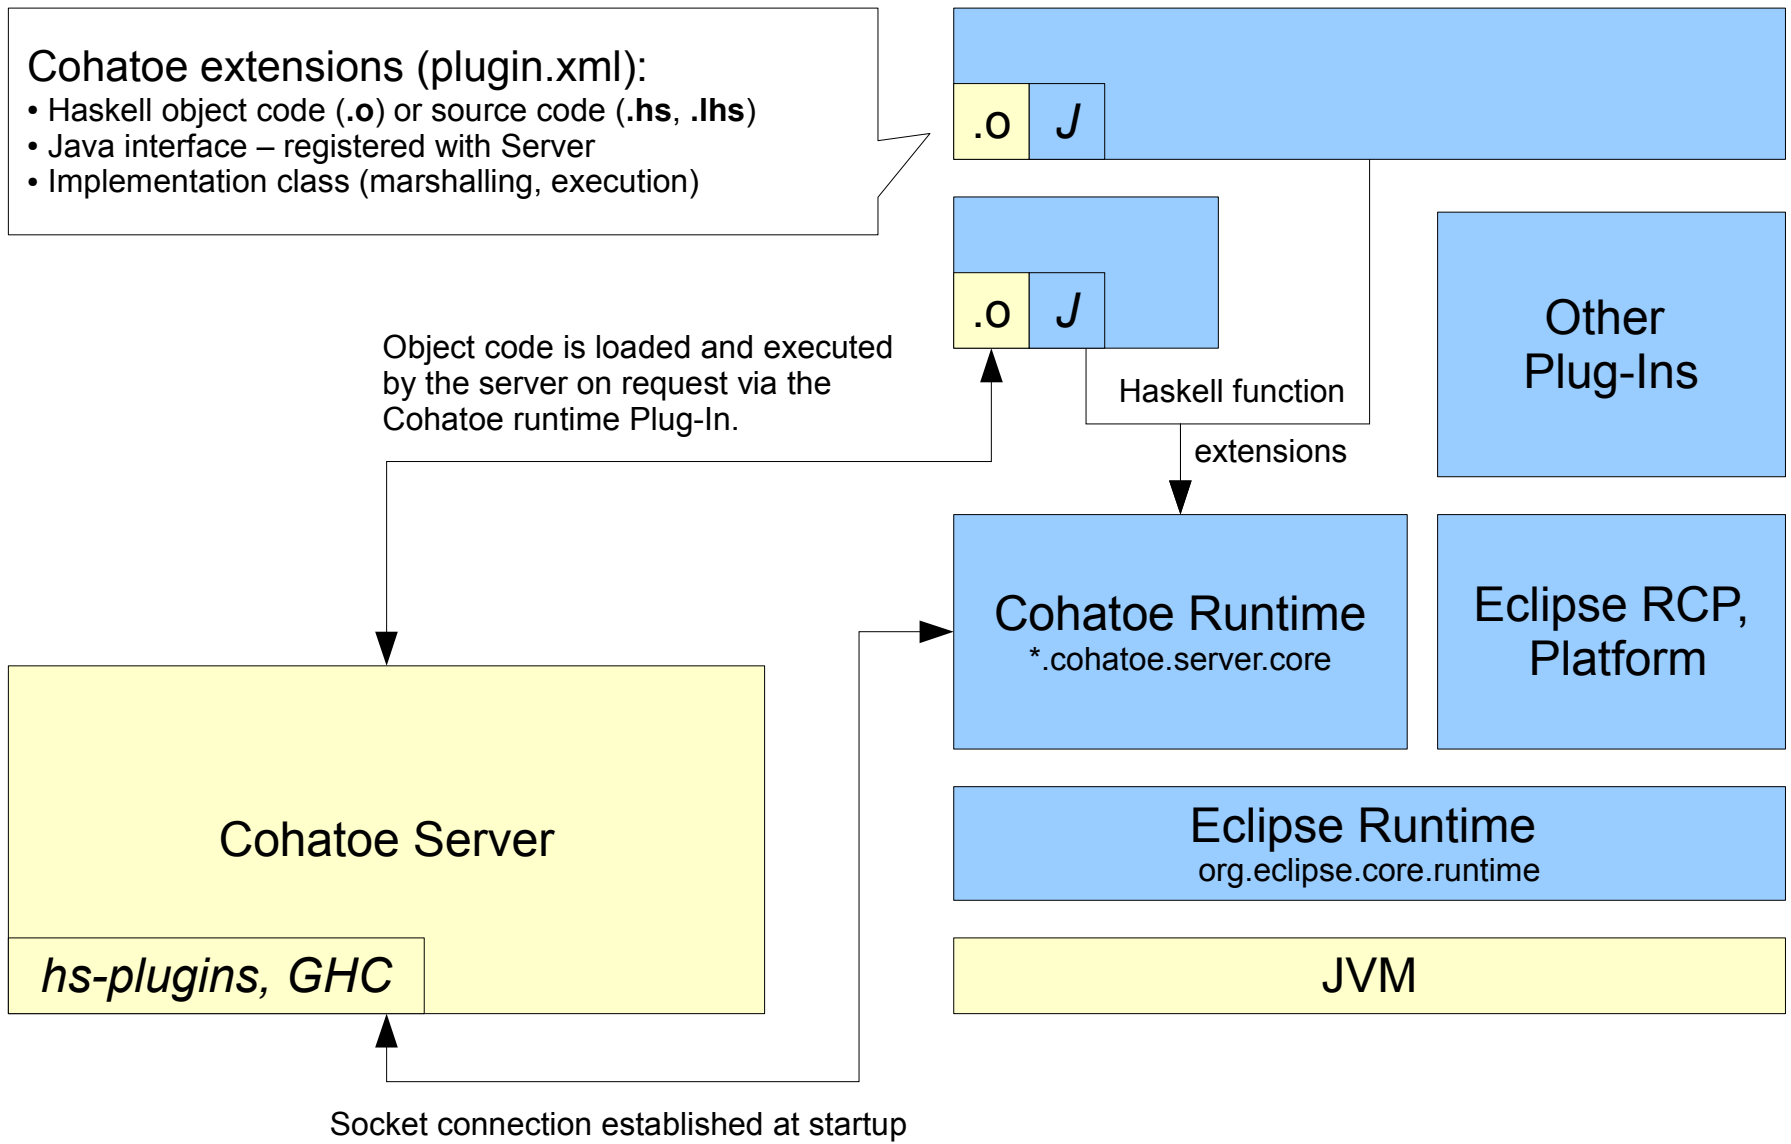 Cohatoe extensions (plugin.xml):
• Haskell object code (.o) or source code (.hs, .lhs)
• Java interface – registered with Server
• Implementation class (marshalling, execution)
.o J
.o J
Other
Plug-Ins
Object code is loaded and executed
by the server on request via the
Cohatoe runtime Plug-In.
Haskell function
extensions
Cohatoe Runtime
*.cohatoe.server.core
Eclipse RCP,
Platform
Cohatoe Server
hs-plugins, GHC
Eclipse Runtime
org.eclipse.core.runtime
JVM
Socket connection established at startup